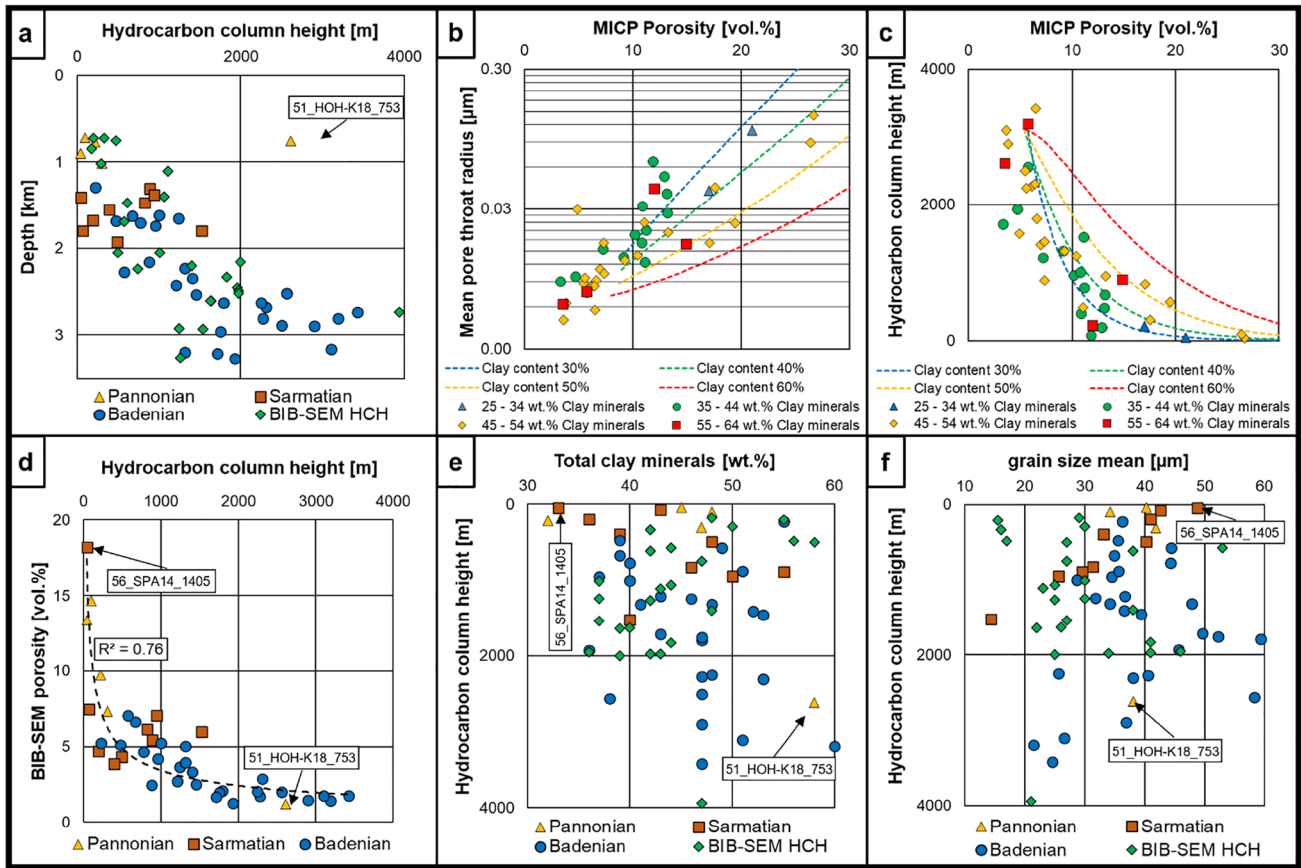 a
Hydrocarbon column height [m]
0 2000 4000
0
1
2
3
Depth [km]
51_HOH-K18_753
Pannonian
Sarmatian
Badenian
BIB-SEM HCH
b
MICP Porosity [vol.%]
0 10 20 30
0.30
0.03
0.00
Mean pore throat radius [µm]
Clay content 30%
Clay content 40%
Clay content 50%
Clay content 60%
25 - 34 wt.% Clay minerals
35 - 44 wt.% Clay minerals
45 - 54 wt.% Clay minerals
55 - 64 wt.% Clay minerals
c
MICP Porosity [vol.%]
0 10 20 30
4000
2000
0
Hydrocarbon column height [m]
Clay content 30%
Clay content 40%
Clay content 50%
Clay content 60%
25 - 34 wt.% Clay minerals
35 - 44 wt.% Clay minerals
45 - 54 wt.% Clay minerals
55 - 64 wt.% Clay minerals
d
Hydrocarbon column height [m]
0 1000 2000 3000 4000
20
15
10
5
0
BIB-SEM porosity [vol.%]
56_SPA14_1405
R² = 0.76
51_HOH-K18_753
Pannonian
Sarmatian
Badenian
e
Total clay minerals [wt.%]
30 40 50 60
0
2000
4000
Hydrocarbon column height [m]
56_SPA14_1405
51_HOH-K18_753
Pannonian
Sarmatian
Badenian
BIB-SEM HCH
f
grain size mean [µm]
10 20 30 40 50 60
0
2000
4000
Hydrocarbon column height [m]
56_SPA14_1405
51_HOH-K18_753
Pannonian
Sarmatian
Badenian
BIB-SEM HCH